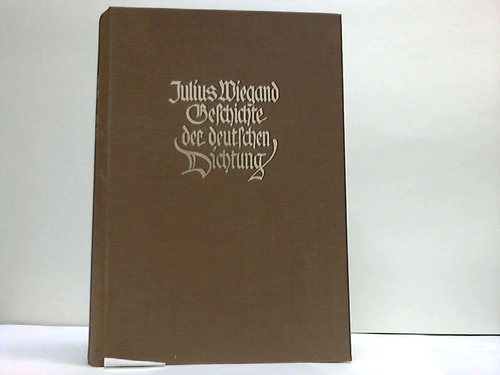 Julius Wiegand
Geschichte
der deutschen
Dichtung